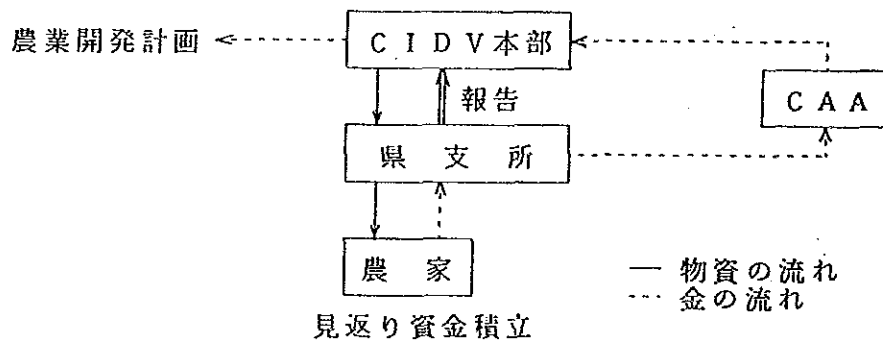 農業開発計画
CIDV本部
報告
CAA
県支所
農家
物資の流れ
金の流れ
見返り資金積立